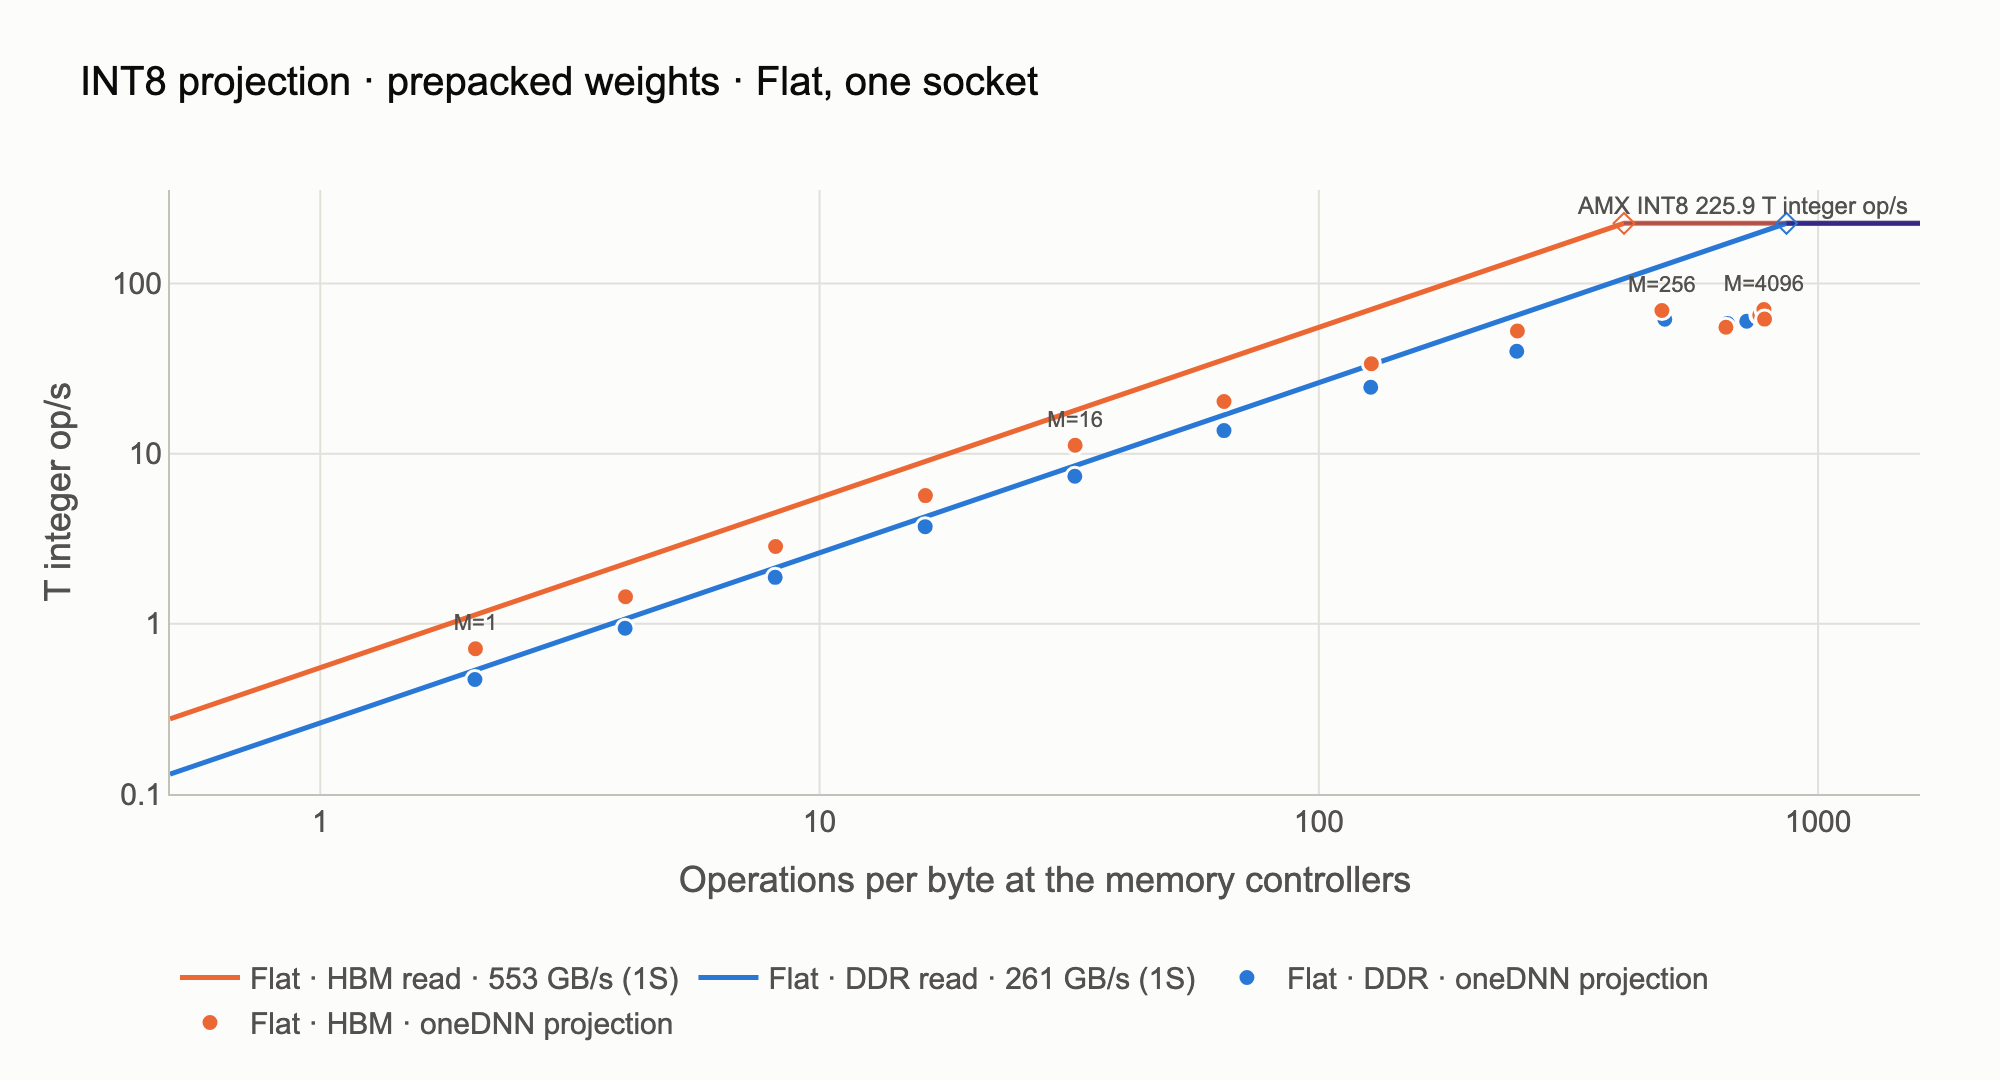 INT8 projection · prepacked weights · Flat, one socket
AMX INT8 225.9 T integer op/s
M=256
M=4096
M=16
M=1
T integer op/s
100
10
1
0.1
1
10
100
1000
Operations per byte at the memory controllers
Flat · HBM read · 553 GB/s (1S)
Flat · DDR read · 261 GB/s (1S)
Flat · DDR · oneDNN projection
Flat · HBM · oneDNN projection